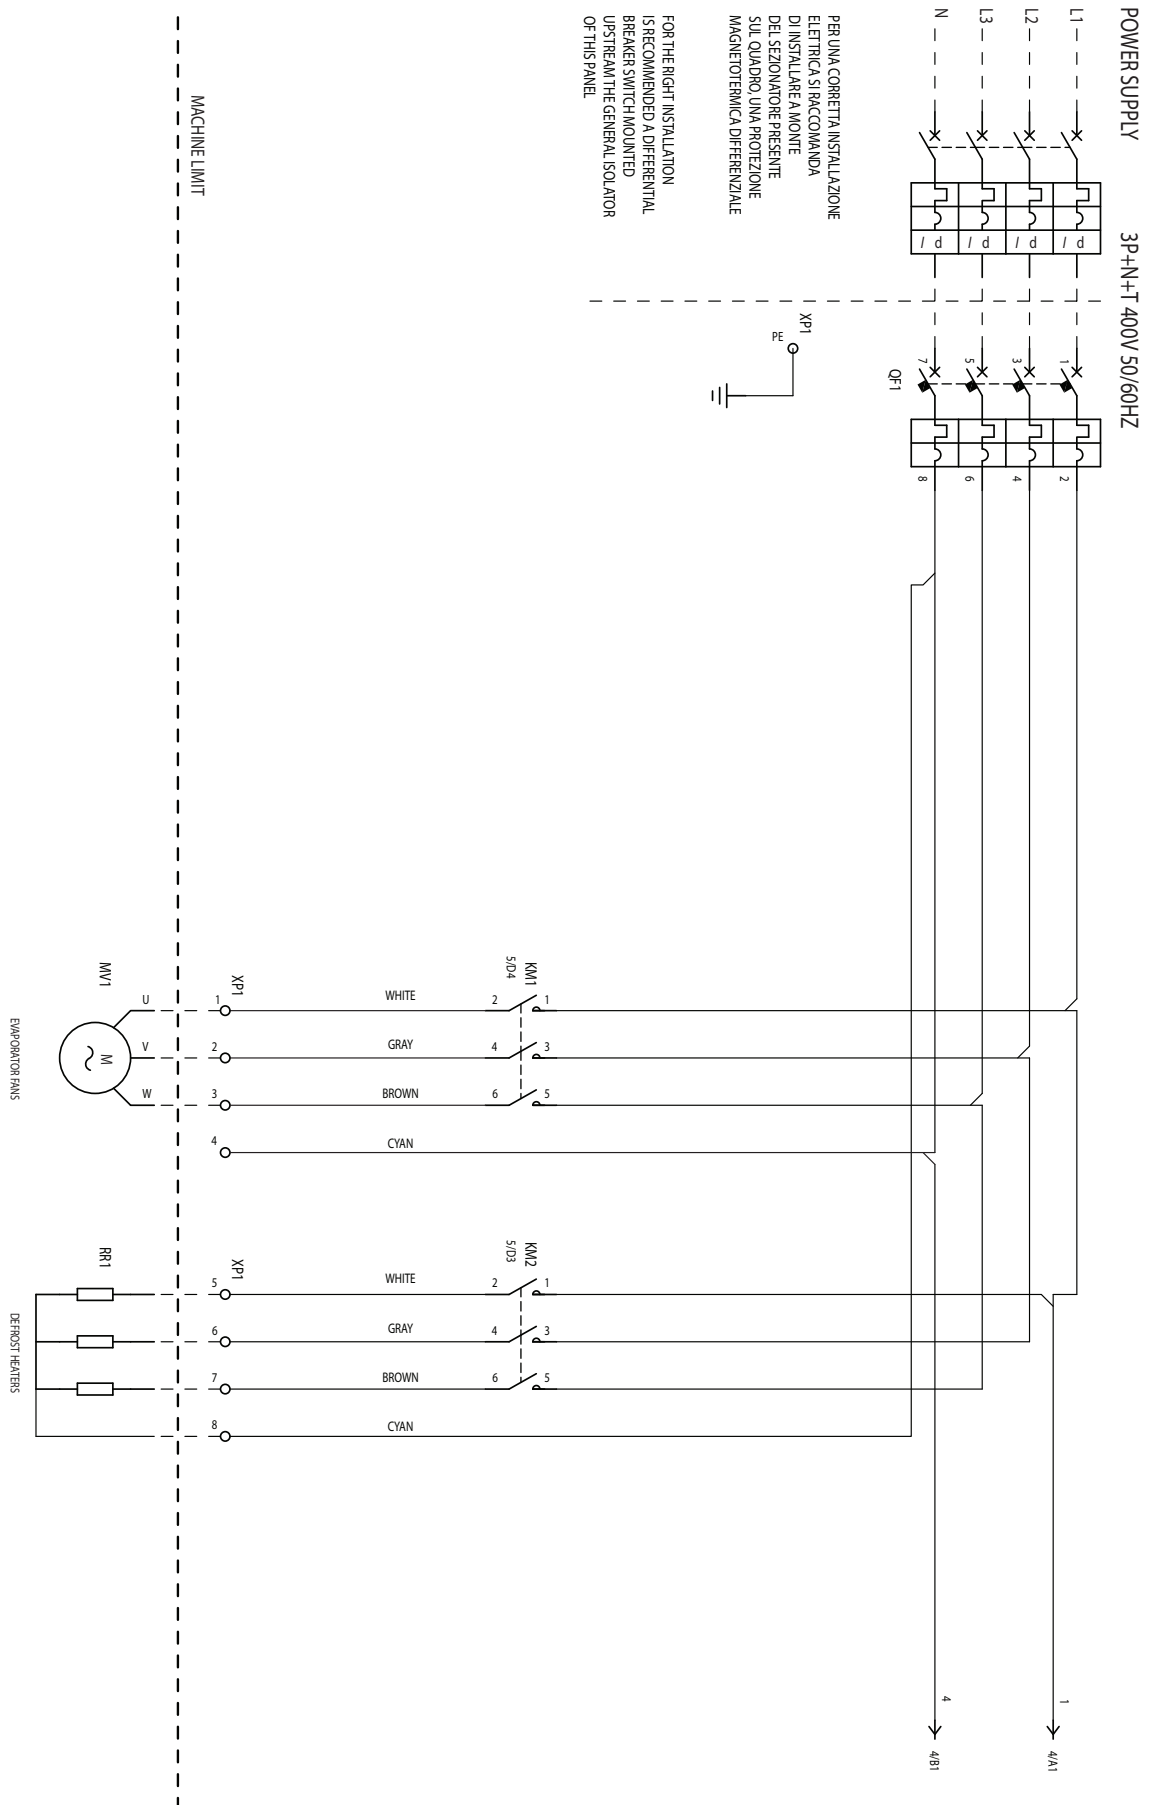 POWER SUPPLY
3P+N+T 400V 50/60HZ
L1
L2
L3
N
I d
I d
I d
I d
1
3
5
7
QF1
2
4
6
8
PER UNA CORRETTA INSTALLAZIONE
ELETTRICA SI RACCOMANDA
DI INSTALLARE A MONTE
DEL SEZIONATORE PRESENTE
SUL QUADRO, UNA PROTEZIONE
MAGNETOTERMICA DIFFERENZIALE
FOR THE RIGHT INSTALLATION
IS RECOMMENDED A DIFFERENTIAL
BREAKER SWITCH MOUNTED
UPSTREAM THE GENERAL ISOLATOR
OF THIS PANEL
XP1
PE
MACHINE LIMIT
KM1
5/D4
1
2
WHITE
3
4
GRAY
5
6
BROWN
CYAN
XP1
1
2
3
4
MV1
U
V
W
M
EVAPORATOR FANS
KM2
5/D3
1
2
WHITE
3
4
GRAY
5
6
BROWN
CYAN
XP1
5
6
7
8
RR1
DEFROST HEATERS
1
4/A1
4
4/B1